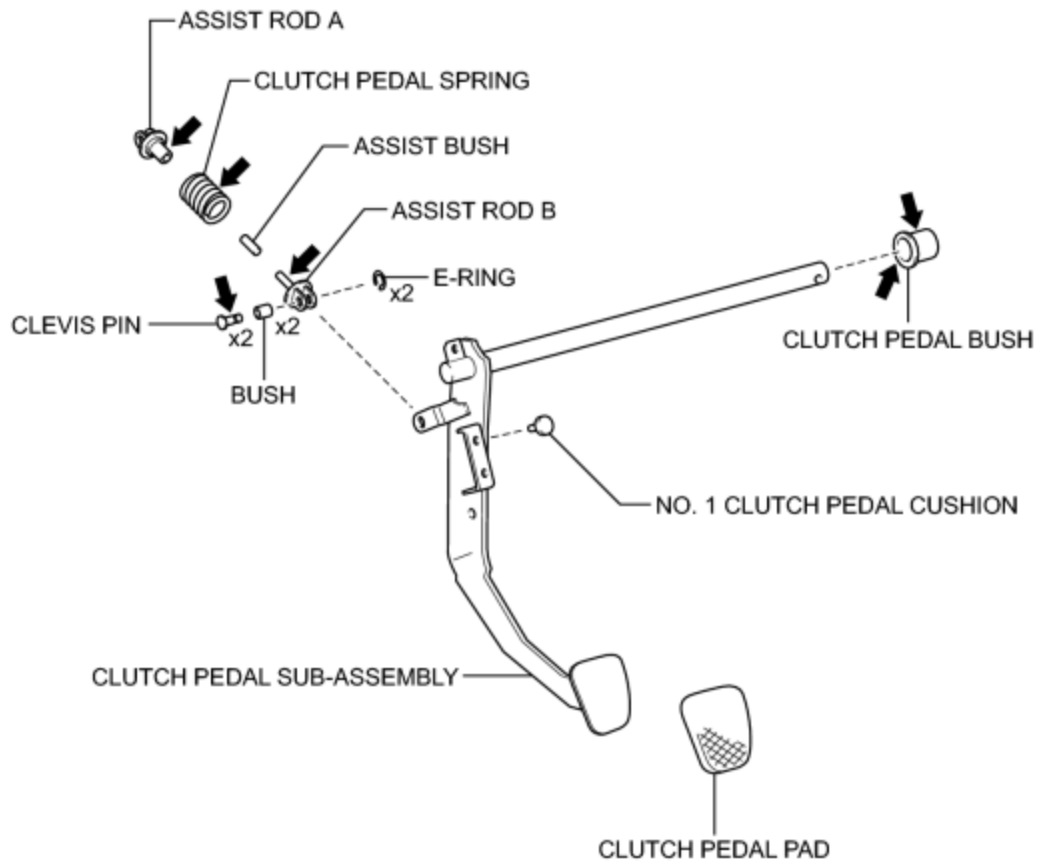 ASSIST ROD A
CLUTCH PEDAL SPRING
ASSIST BUSH
ASSIST ROD B
E-RING
x2
CLEVIS PIN
x2
x2
BUSH
CLUTCH PEDAL BUSH
NO. 1 CLUTCH PEDAL CUSHION
CLUTCH PEDAL SUB-ASSEMBLY
CLUTCH PEDAL PAD